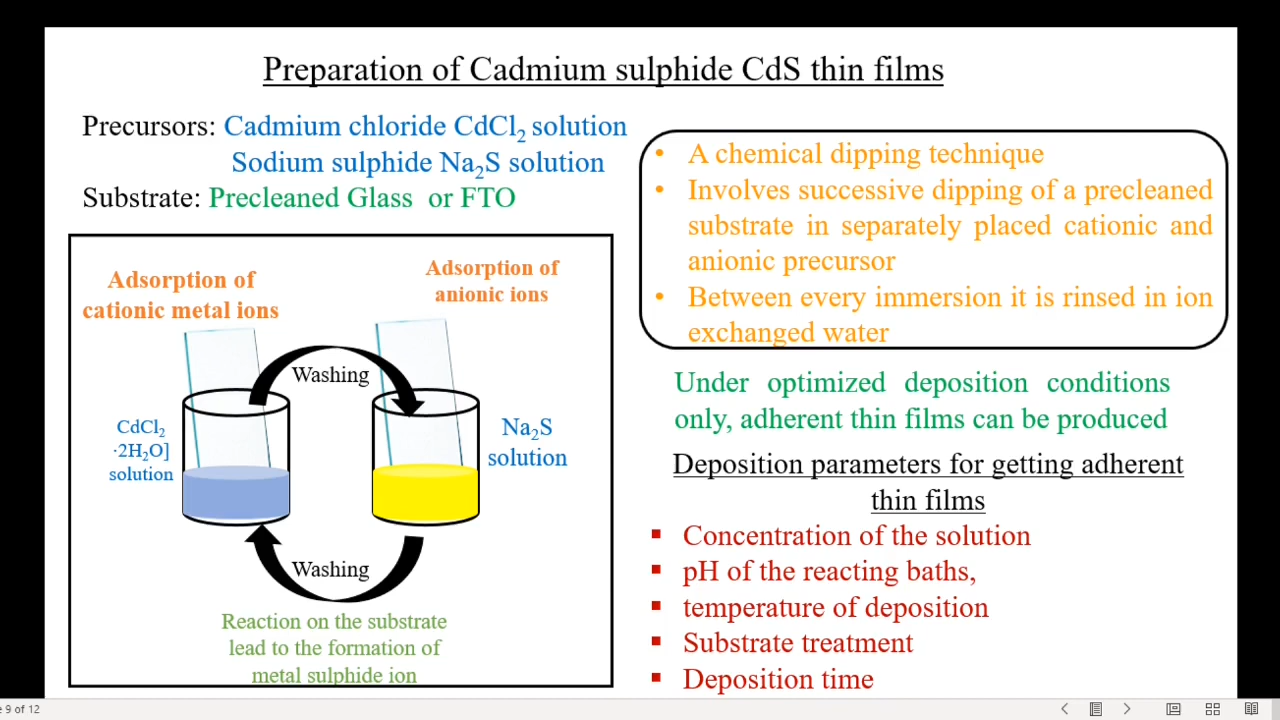 Preparation of Cadmium sulphide CdS thin films
Precursors: Cadmium chloride CdCl₂ solution
Sodium sulphide Na₂S solution
Substrate: Precleaned Glass or FTO
Adsorption of
cationic metal ions
Adsorption of
anionic ions
Washing
CdCl₂
·2H₂O]
solution
Na₂S
solution
Washing
Reaction on the substrate
lead to the formation of
metal sulphide ion
• A chemical dipping technique
• Involves successive dipping of a precleaned
substrate in separately placed cationic and
anionic precursor
• Between every immersion it is rinsed in ion
exchanged water
Under optimized deposition conditions
only, adherent thin films can be produced
Deposition parameters for getting adherent
thin films
▪ Concentration of the solution
▪ pH of the reacting baths,
▪ temperature of deposition
▪ Substrate treatment
▪ Deposition time
9 of 12